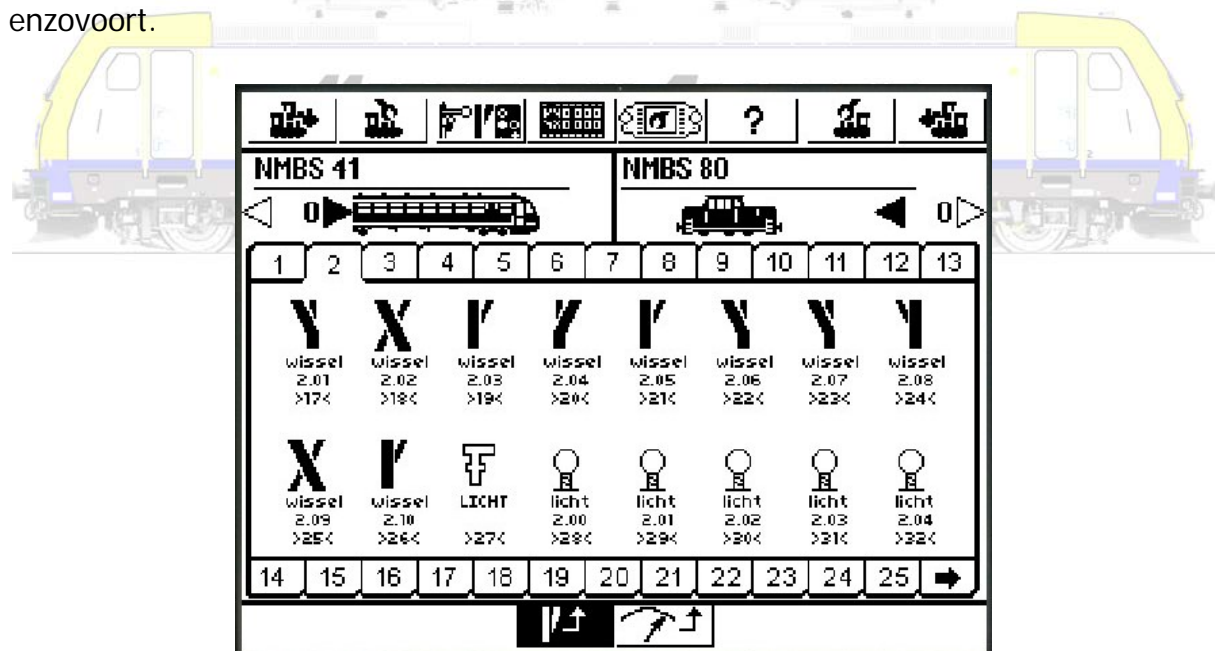 enzovoort.
?
NMBS 41 NMBS 80
0 0
1 2 3 4 5 6 7 8 9 10 11 12 13
wissel wissel wissel wissel wissel wissel wissel wissel
2.01 2.02 2.03 2.04 2.05 2.06 2.07 2.08
>17< >18< >19< >20< >21< >22< >23< >24<
wissel wissel LICHT licht licht licht licht licht
2.09 2.10 2.00 2.01 2.02 2.03 2.04
>25< >26< >27< >28< >29< >30< >31< >32<
14 15 16 17 18 19 20 21 22 23 24 25